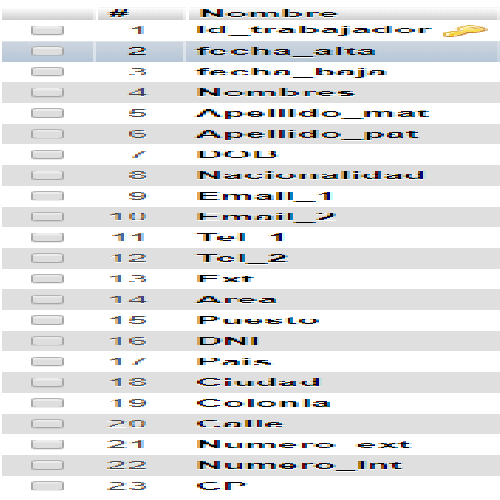 # Nombre
1 Id_trabajador
2 fecha_alta
3 fecha_baja
4 Nombres
5 Apellido_mat
6 Apellido_pat
7 DOB
8 Nacionalidad
9 Email_1
10 Email_2
11 Tel_1
12 Tel_2
13 Ext
14 Area
15 Puesto
16 DNI
17 Pais
18 Ciudad
19 Colonia
20 Calle
21 Numero_ext
22 Numero_Int
23 CP